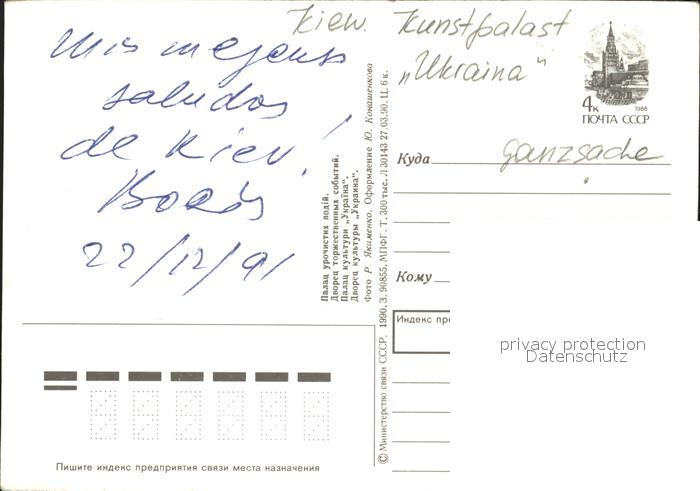 Kiew. Kunstpalast
„Ukraina“
Mis mejores
saludos
de Kiev!
22/12/91
4к
1988
ПОЧТА СССР
Куда
ganzsache
Кому
Индекс пр
privacy protection
Datenschutz
Палац урочистих подій.
Дворец торжественных событий.
Палац культури „Україна“.
Дворец культуры „Украина“.
Фото Р. Якименко. Оформление Ю. Конашенкова
© Министерство связи СССР, 1990. З. 90855. МПФГ. Т. 300 тыс. Л 30143 27.03.90. Ц. 6 к.
Пишите индекс предприятия связи места назначения